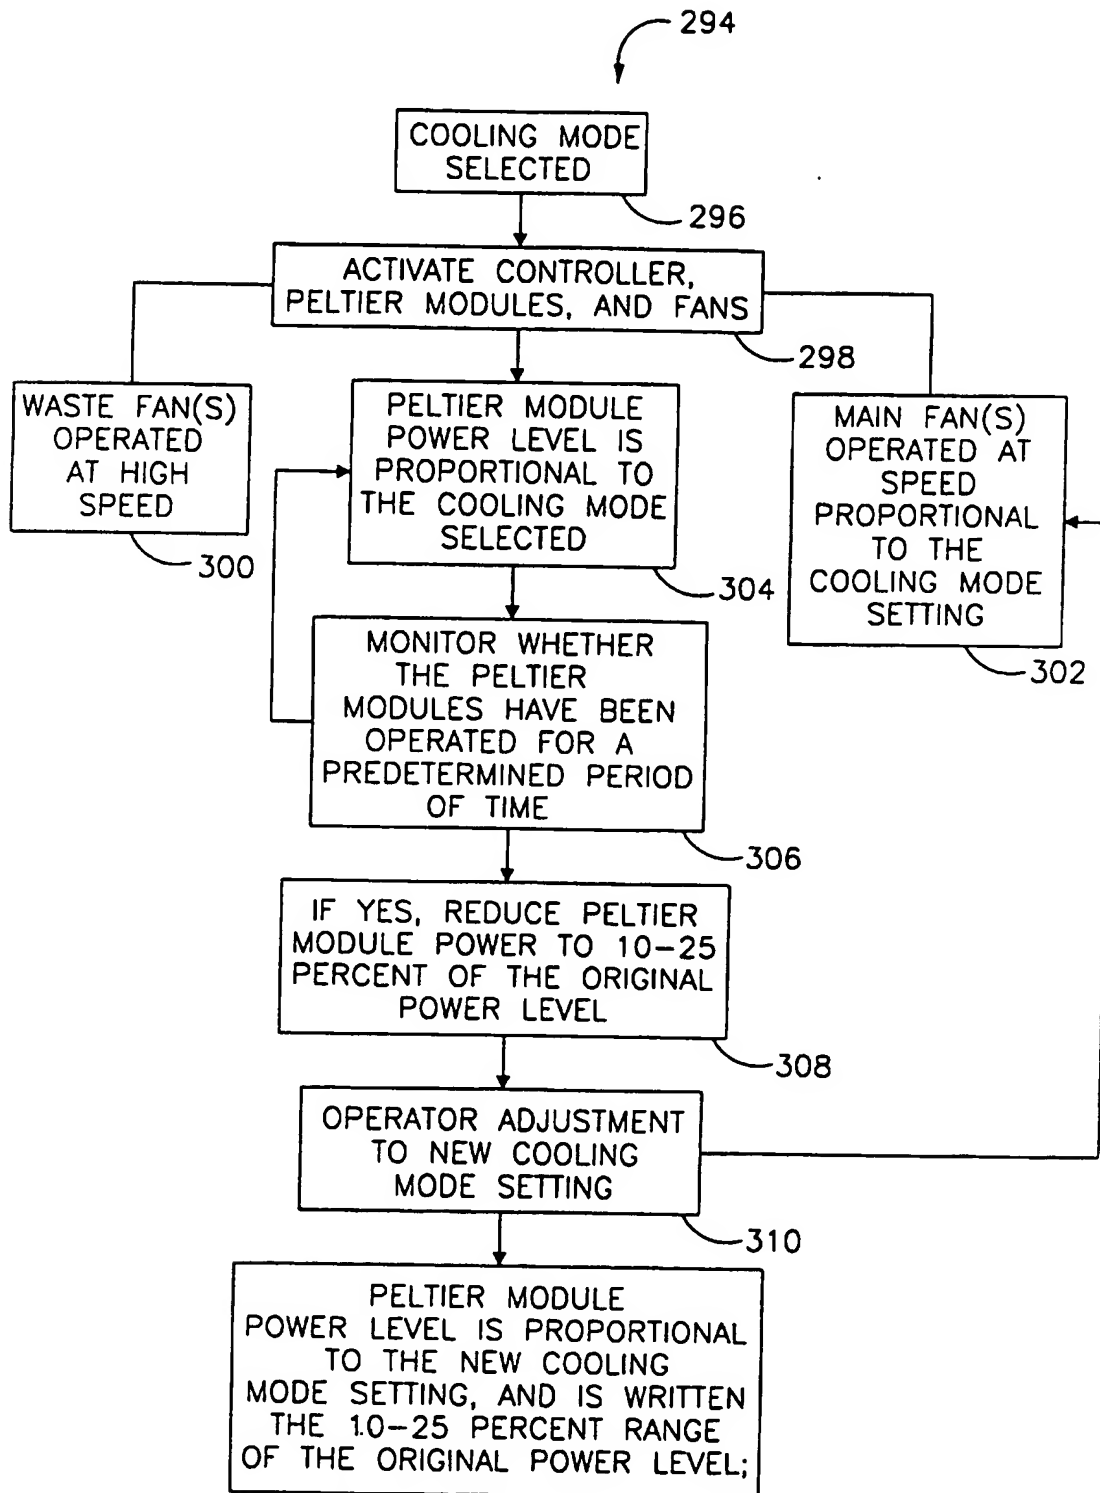 294
COOLING MODE
SELECTED
296
ACTIVATE CONTROLLER,
PELTIER MODULES, AND FANS
298
WASTE FAN(S)
OPERATED
AT HIGH
SPEED
300
PELTIER MODULE
POWER LEVEL IS
PROPORTIONAL TO
THE COOLING MODE
SELECTED
304
MAIN FAN(S)
OPERATED AT
SPEED
PROPORTIONAL
TO THE
COOLING MODE
SETTING
302
MONITOR WHETHER
THE PELTIER
MODULES HAVE BEEN
OPERATED FOR A
PREDETERMINED PERIOD
OF TIME
306
IF YES, REDUCE PELTIER
MODULE POWER TO 10-25
PERCENT OF THE ORIGINAL
POWER LEVEL
308
OPERATOR ADJUSTMENT
TO NEW COOLING
MODE SETTING
310
PELTIER MODULE
POWER LEVEL IS PROPORTIONAL
TO THE NEW COOLING
MODE SETTING, AND IS WRITTEN
THE 10-25 PERCENT RANGE
OF THE ORIGINAL POWER LEVEL;